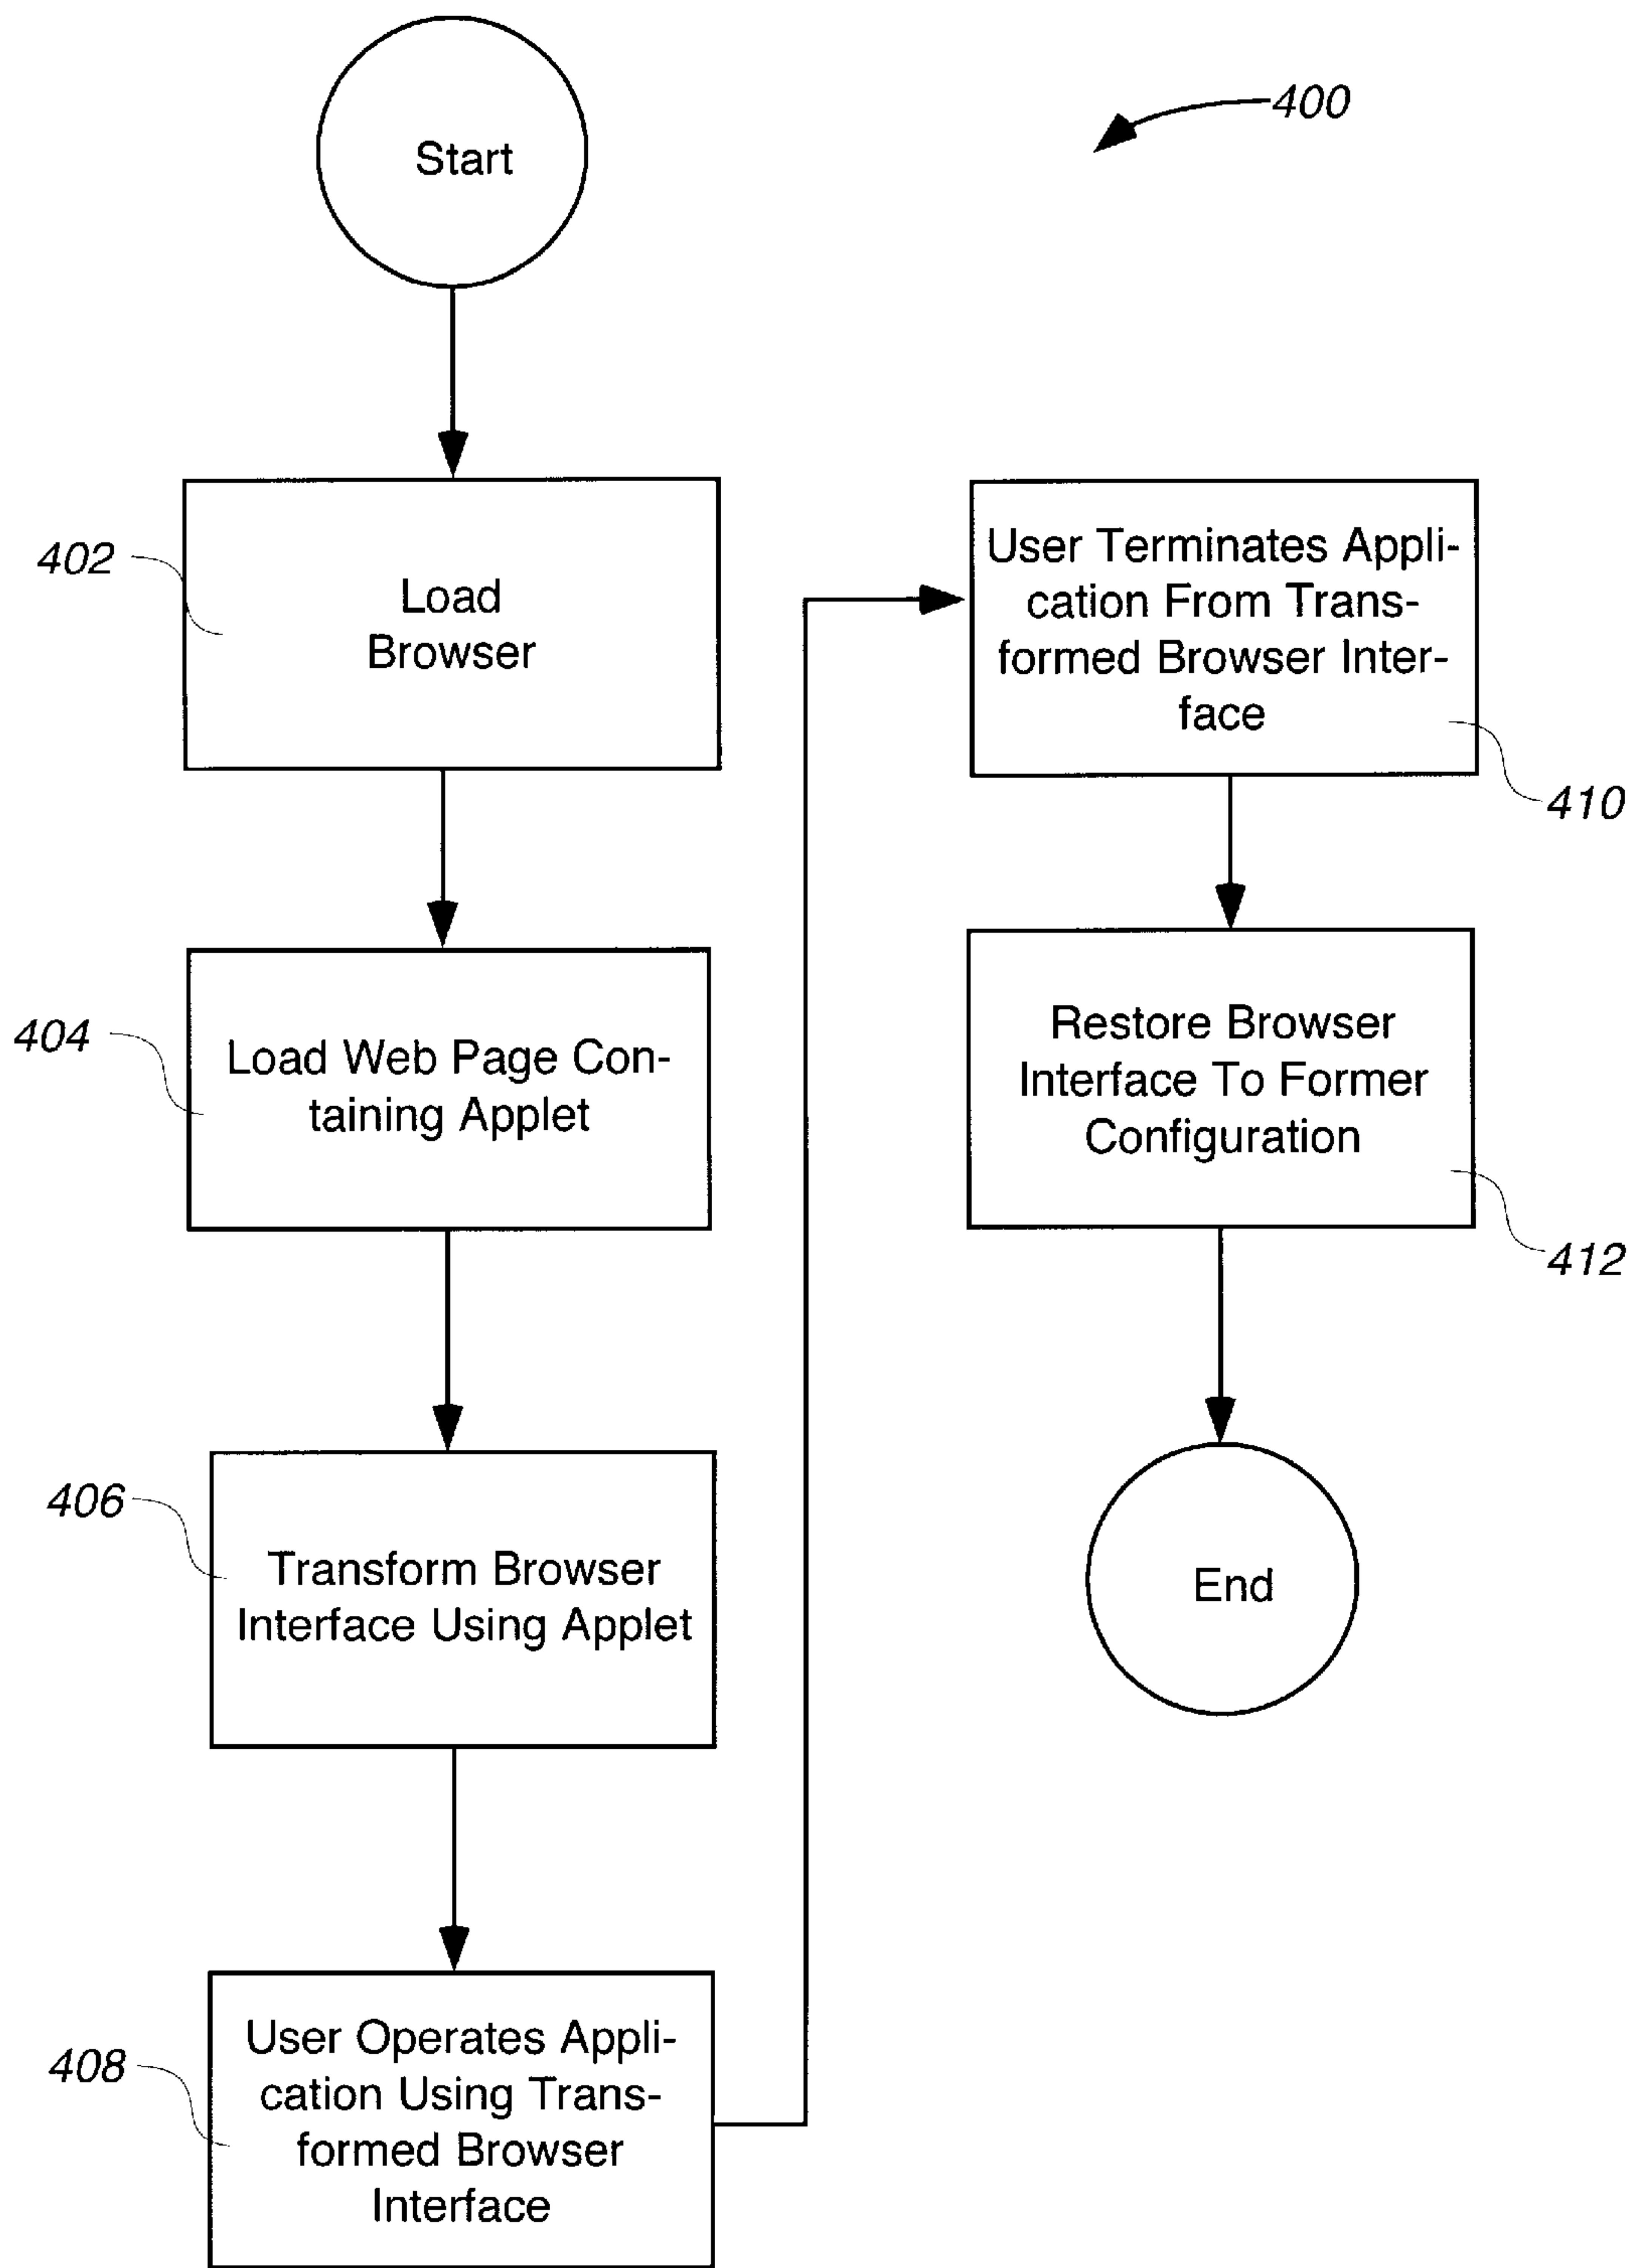 Start
400
402
Load
Browser
404
Load Web Page Con-
taining Applet
406
Transform Browser
Interface Using Applet
408
User Operates Appli-
cation Using Trans-
formed Browser
Interface
User Terminates Appli-
cation From Trans-
formed Browser Inter-
face
410
Restore Browser
Interface To Former
Configuration
412
End